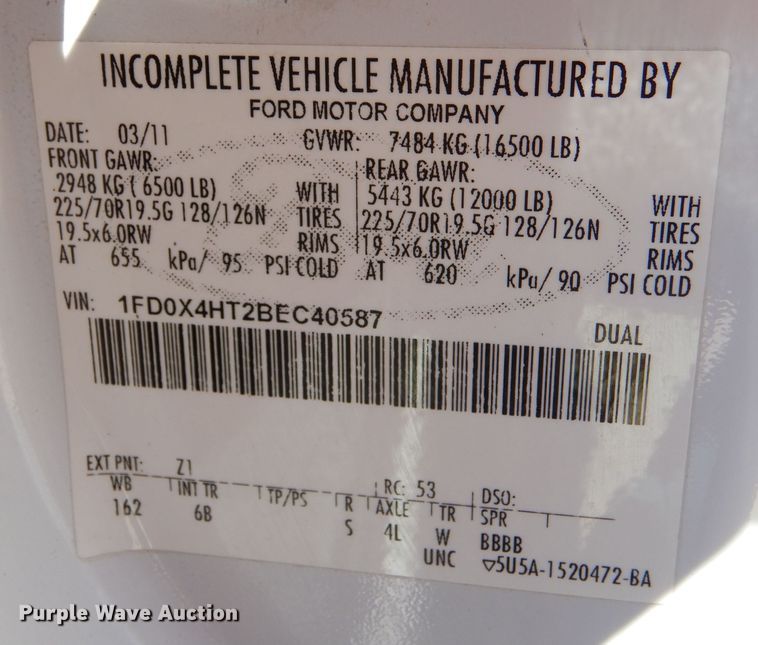 INCOMPLETE VEHICLE MANUFACTURED BY
FORD MOTOR COMPANY
DATE: 03/11 GVWR: 7484 KG (16500 LB)
FRONT GAWR: REAR GAWR:
2948 KG ( 6500 LB) WITH 5443 KG (12000 LB) WITH
225/70R19.5G 128/126N TIRES 225/70R19.5G 128/126N TIRES
19.5x6.0RW RIMS 19.5x6.0RW RIMS
AT 655 kPa/ 95 PSI COLD AT 620 kPa/ 90 PSI COLD
VIN: 1FD0X4HT2BEC40587
DUAL
EXT PNT: Z1 RC: 53 DSO:
WB INT TR TP/PS R AXLE TR SPR
162 6B S 4L W BBBB
UNC ▽5U5A-1520472-BA
Purple Wave Auction